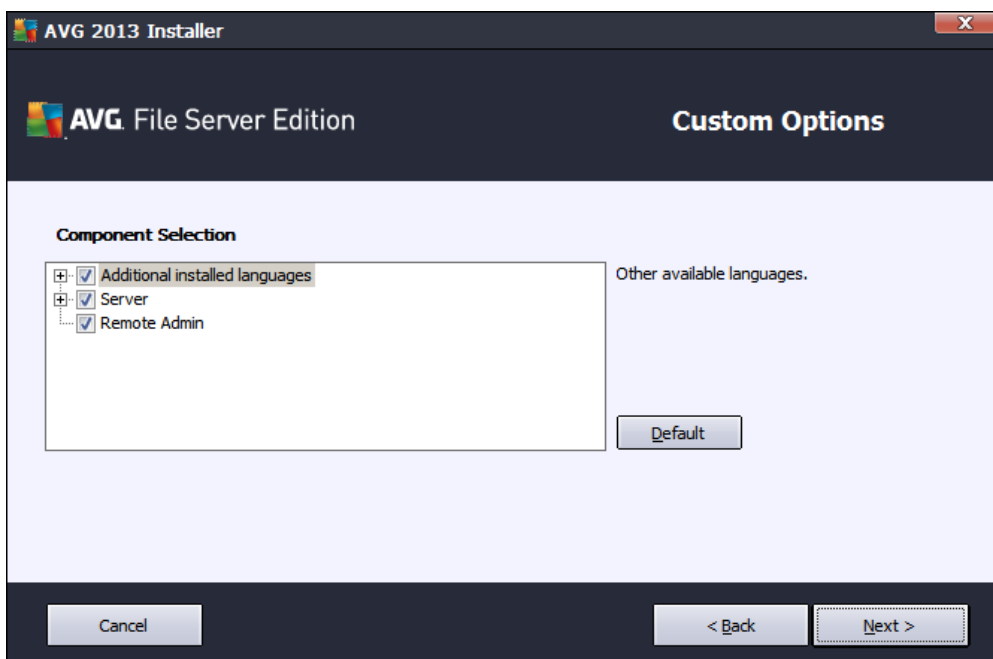 AVG 2013 Installer
AVG. File Server Edition
Custom Options
Component Selection
Additional installed languages
Server
Remote Admin
Other available languages.
Default
Cancel
< Back
Next >